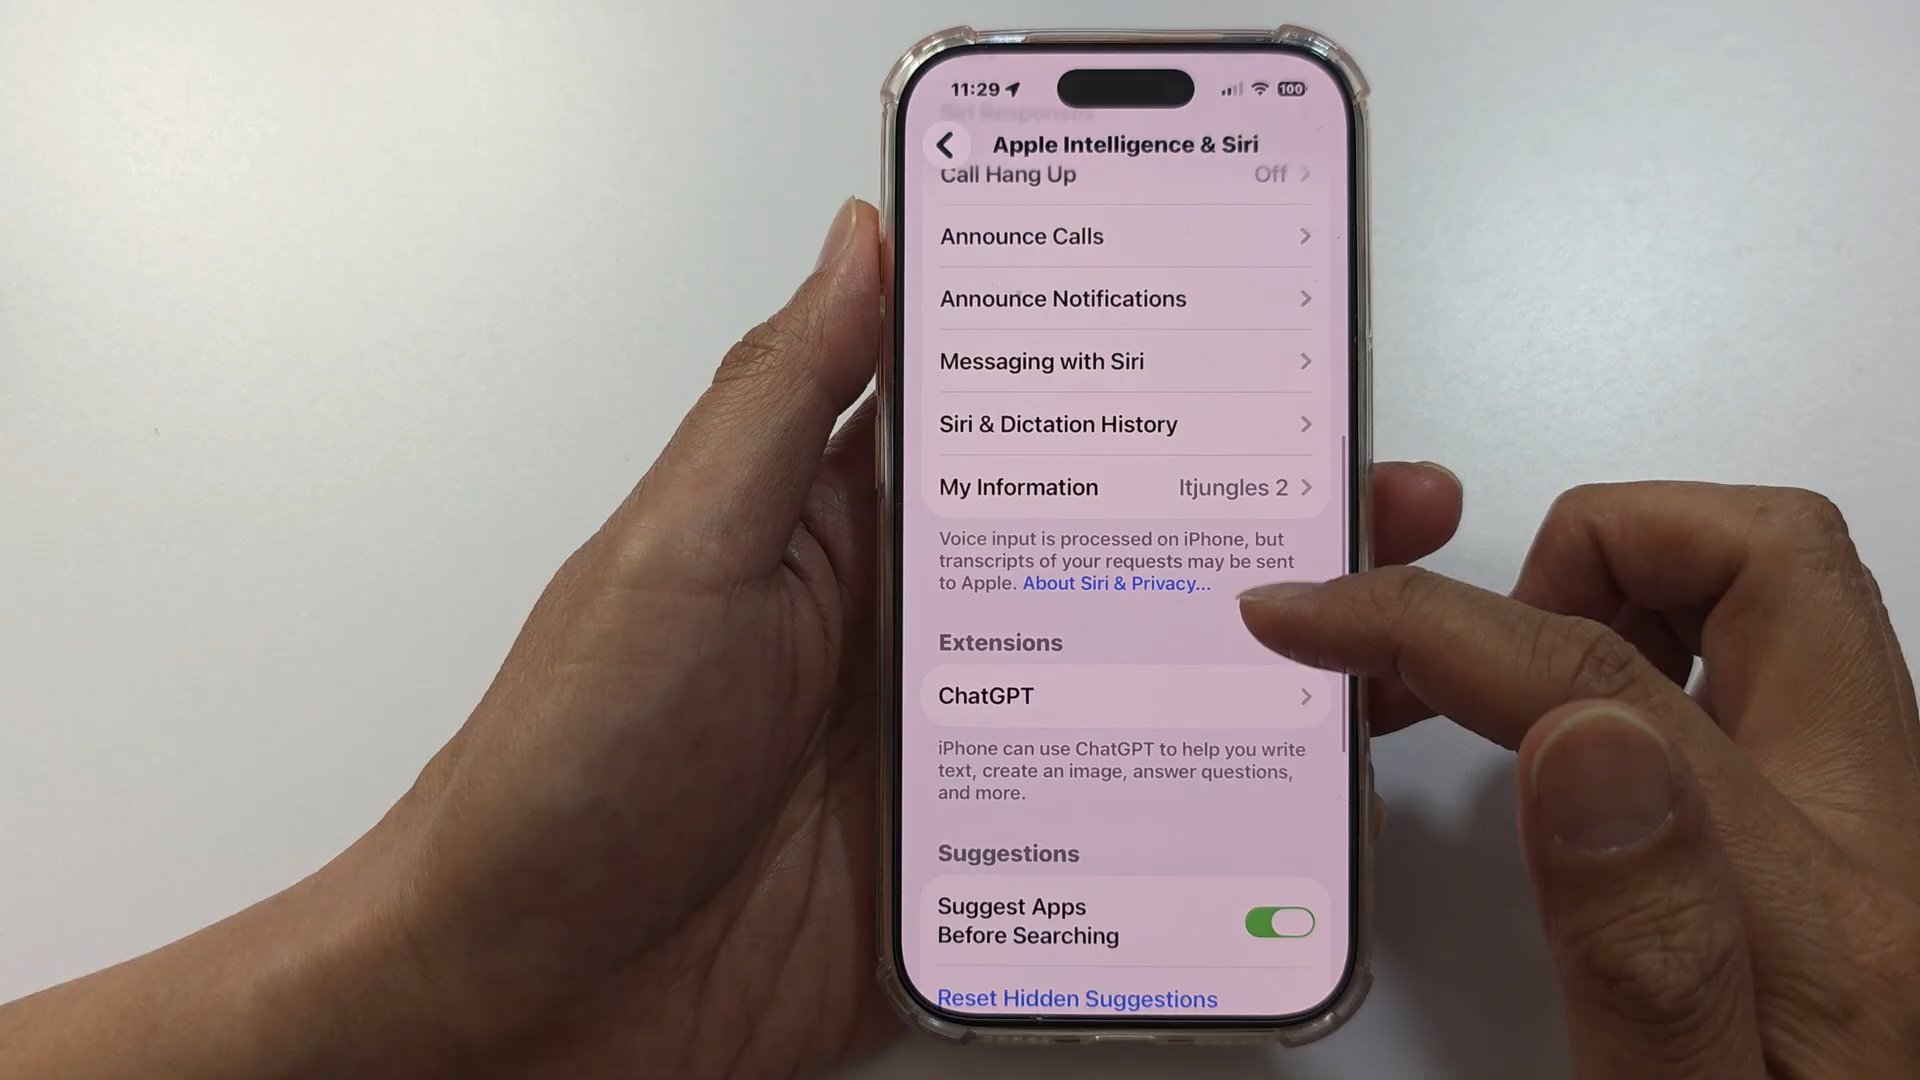 11:29
100
Siri Responses
Apple Intelligence & Siri
Call Hang Up Off
Announce Calls
Announce Notifications
Messaging with Siri
Siri & Dictation History
My Information Itjungles 2
Voice input is processed on iPhone, but
transcripts of your requests may be sent
to Apple. About Siri & Privacy...
Extensions
ChatGPT
iPhone can use ChatGPT to help you write
text, create an image, answer questions,
and more.
Suggestions
Suggest Apps
Before Searching
Reset Hidden Suggestions